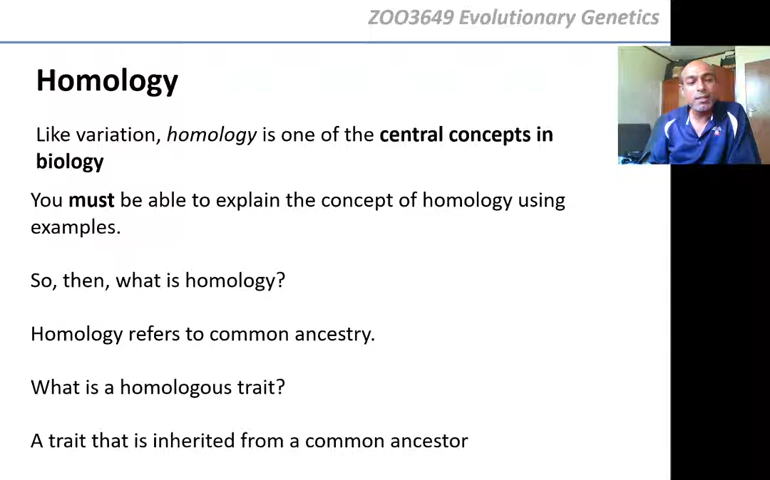 ZOO3649 Evolutionary Genetics
Homology
Like variation, homology is one of the central concepts in
biology
You must be able to explain the concept of homology using
examples.
So, then, what is homology?
Homology refers to common ancestry.
What is a homologous trait?
A trait that is inherited from a common ancestor